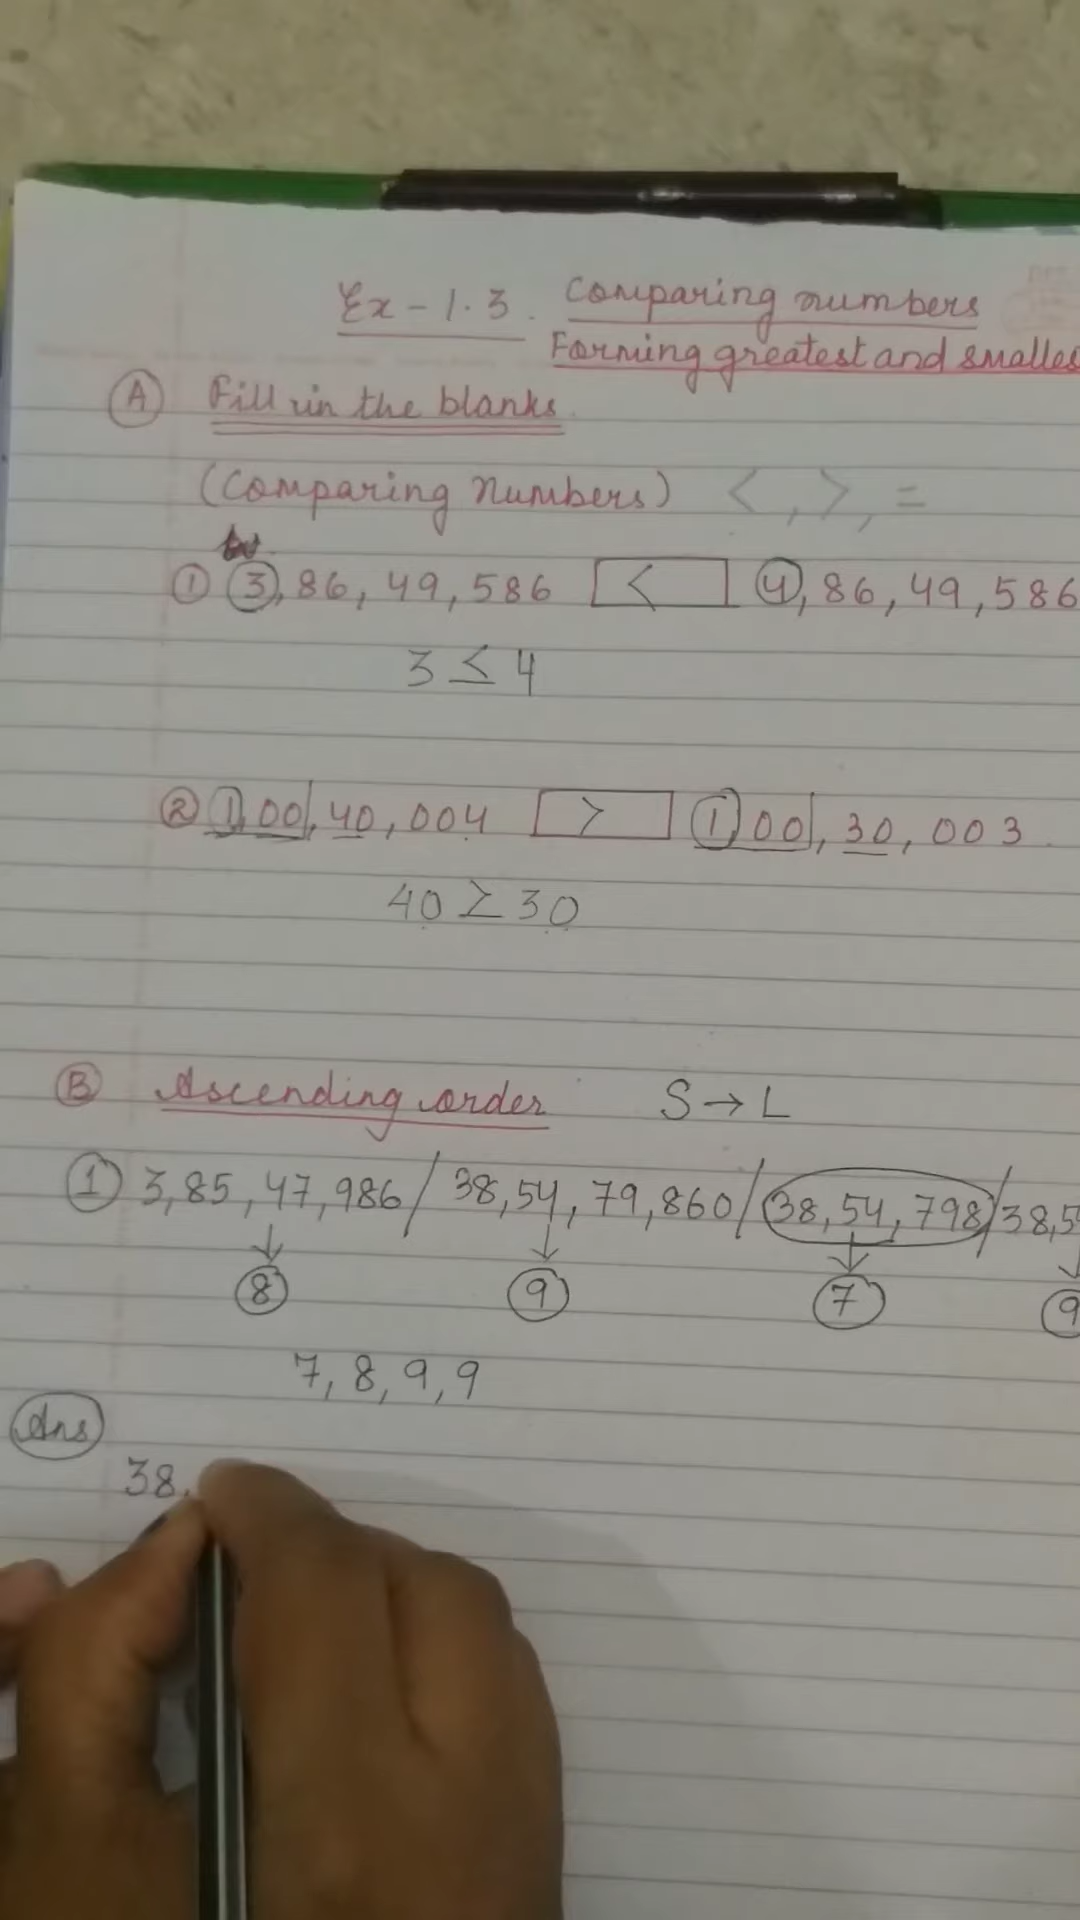 Ex-1.3. Comparing numbers
Forming greatest and smalles
(A) Fill in the blanks.
(Comparing Numbers) <, >, =
① 3,86,49,586 < 4,86,49,586
3 < 4
② 1,00,40,004 > 1,00,30,003
40 > 30
(B) Ascending order S → L
① 3,85,47,986 / 38,54,79,860 / 38,54,798 / 38,5
↓ ↓ ↓ ↓
8 9 7 9
7, 8, 9, 9
Ans
38,